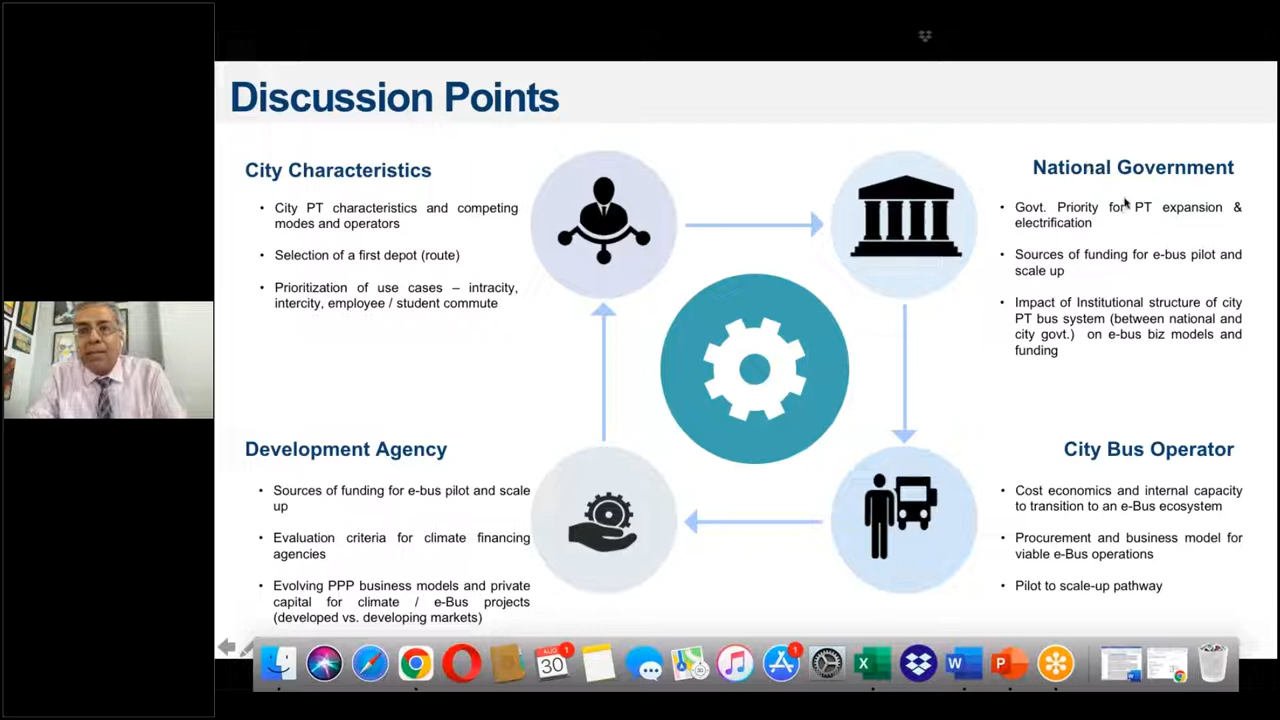 Discussion Points
City Characteristics
• City PT characteristics and competing
modes and operators
• Selection of a first depot (route)
• Prioritization of use cases – intracity,
intercity, employee / student commute
National Government
• Govt. Priority for PT expansion &
electrification
• Sources of funding for e-bus pilot and
scale up
• Impact of Institutional structure of city
PT bus system (between national and
city govt.) on e-bus biz models and
funding
Development Agency
• Sources of funding for e-bus pilot and scale
up
• Evaluation criteria for climate financing
agencies
• Evolving PPP business models and private
capital for climate / e-Bus projects
(developed vs. developing markets)
City Bus Operator
• Cost economics and internal capacity
to transition to an e-Bus ecosystem
• Procurement and business model for
viable e-Bus operations
• Pilot to scale-up pathway
AUG
30
1
1
X
W
P